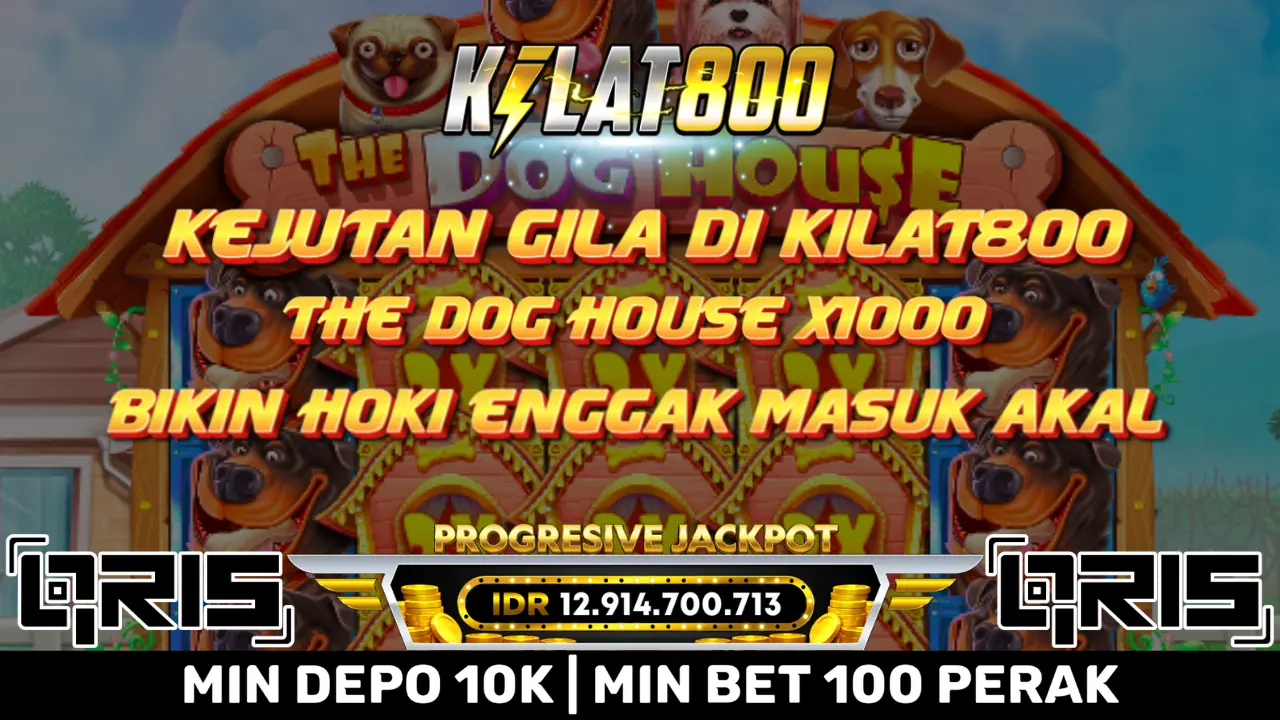 KILAT800
THE DOG HOU$E
KEJUTAN GILA DI KILAT800
THE DOG HOUSE X1000
BIKIN HOKI ENGGAK MASUK AKAL
PROGRESIVE JACKPOT
IDR 12.914.700.713
QRIS QRIS
MIN DEPO 10K | MIN BET 100 PERAK